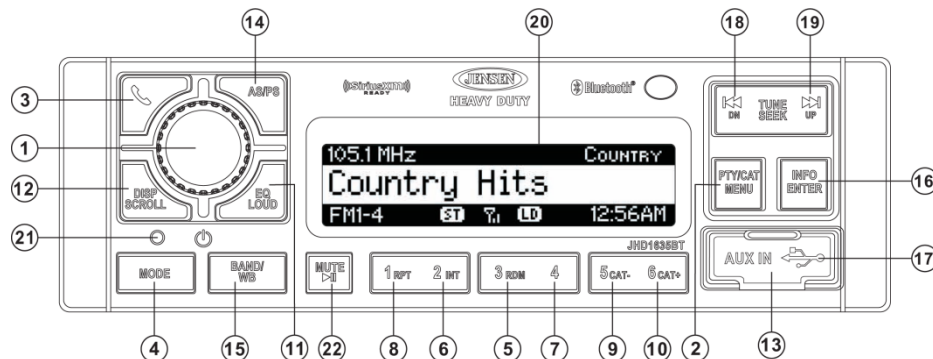 14
20
18
19
3
AS/PS
((SiriusXM))
READY
JENSEN
HEAVY DUTY
Bluetooth®
DN
TUNE
SEEK
UP
1
105.1 MHz COUNTRY
Country Hits
FM1-4 ST LD 12:56AM
12
DISP
SCROLL
EQ
LOUD
11
PTY/CAT
MENU
INFO
ENTER
16
21
JHD1635BT
MODE
BAND/
WB
MUTE
1 RPT 2 INT
3 RDM 4
5 CAT- 6 CAT+
AUX IN
17
4
15
11
22
8
6
5
7
9
10
2
13